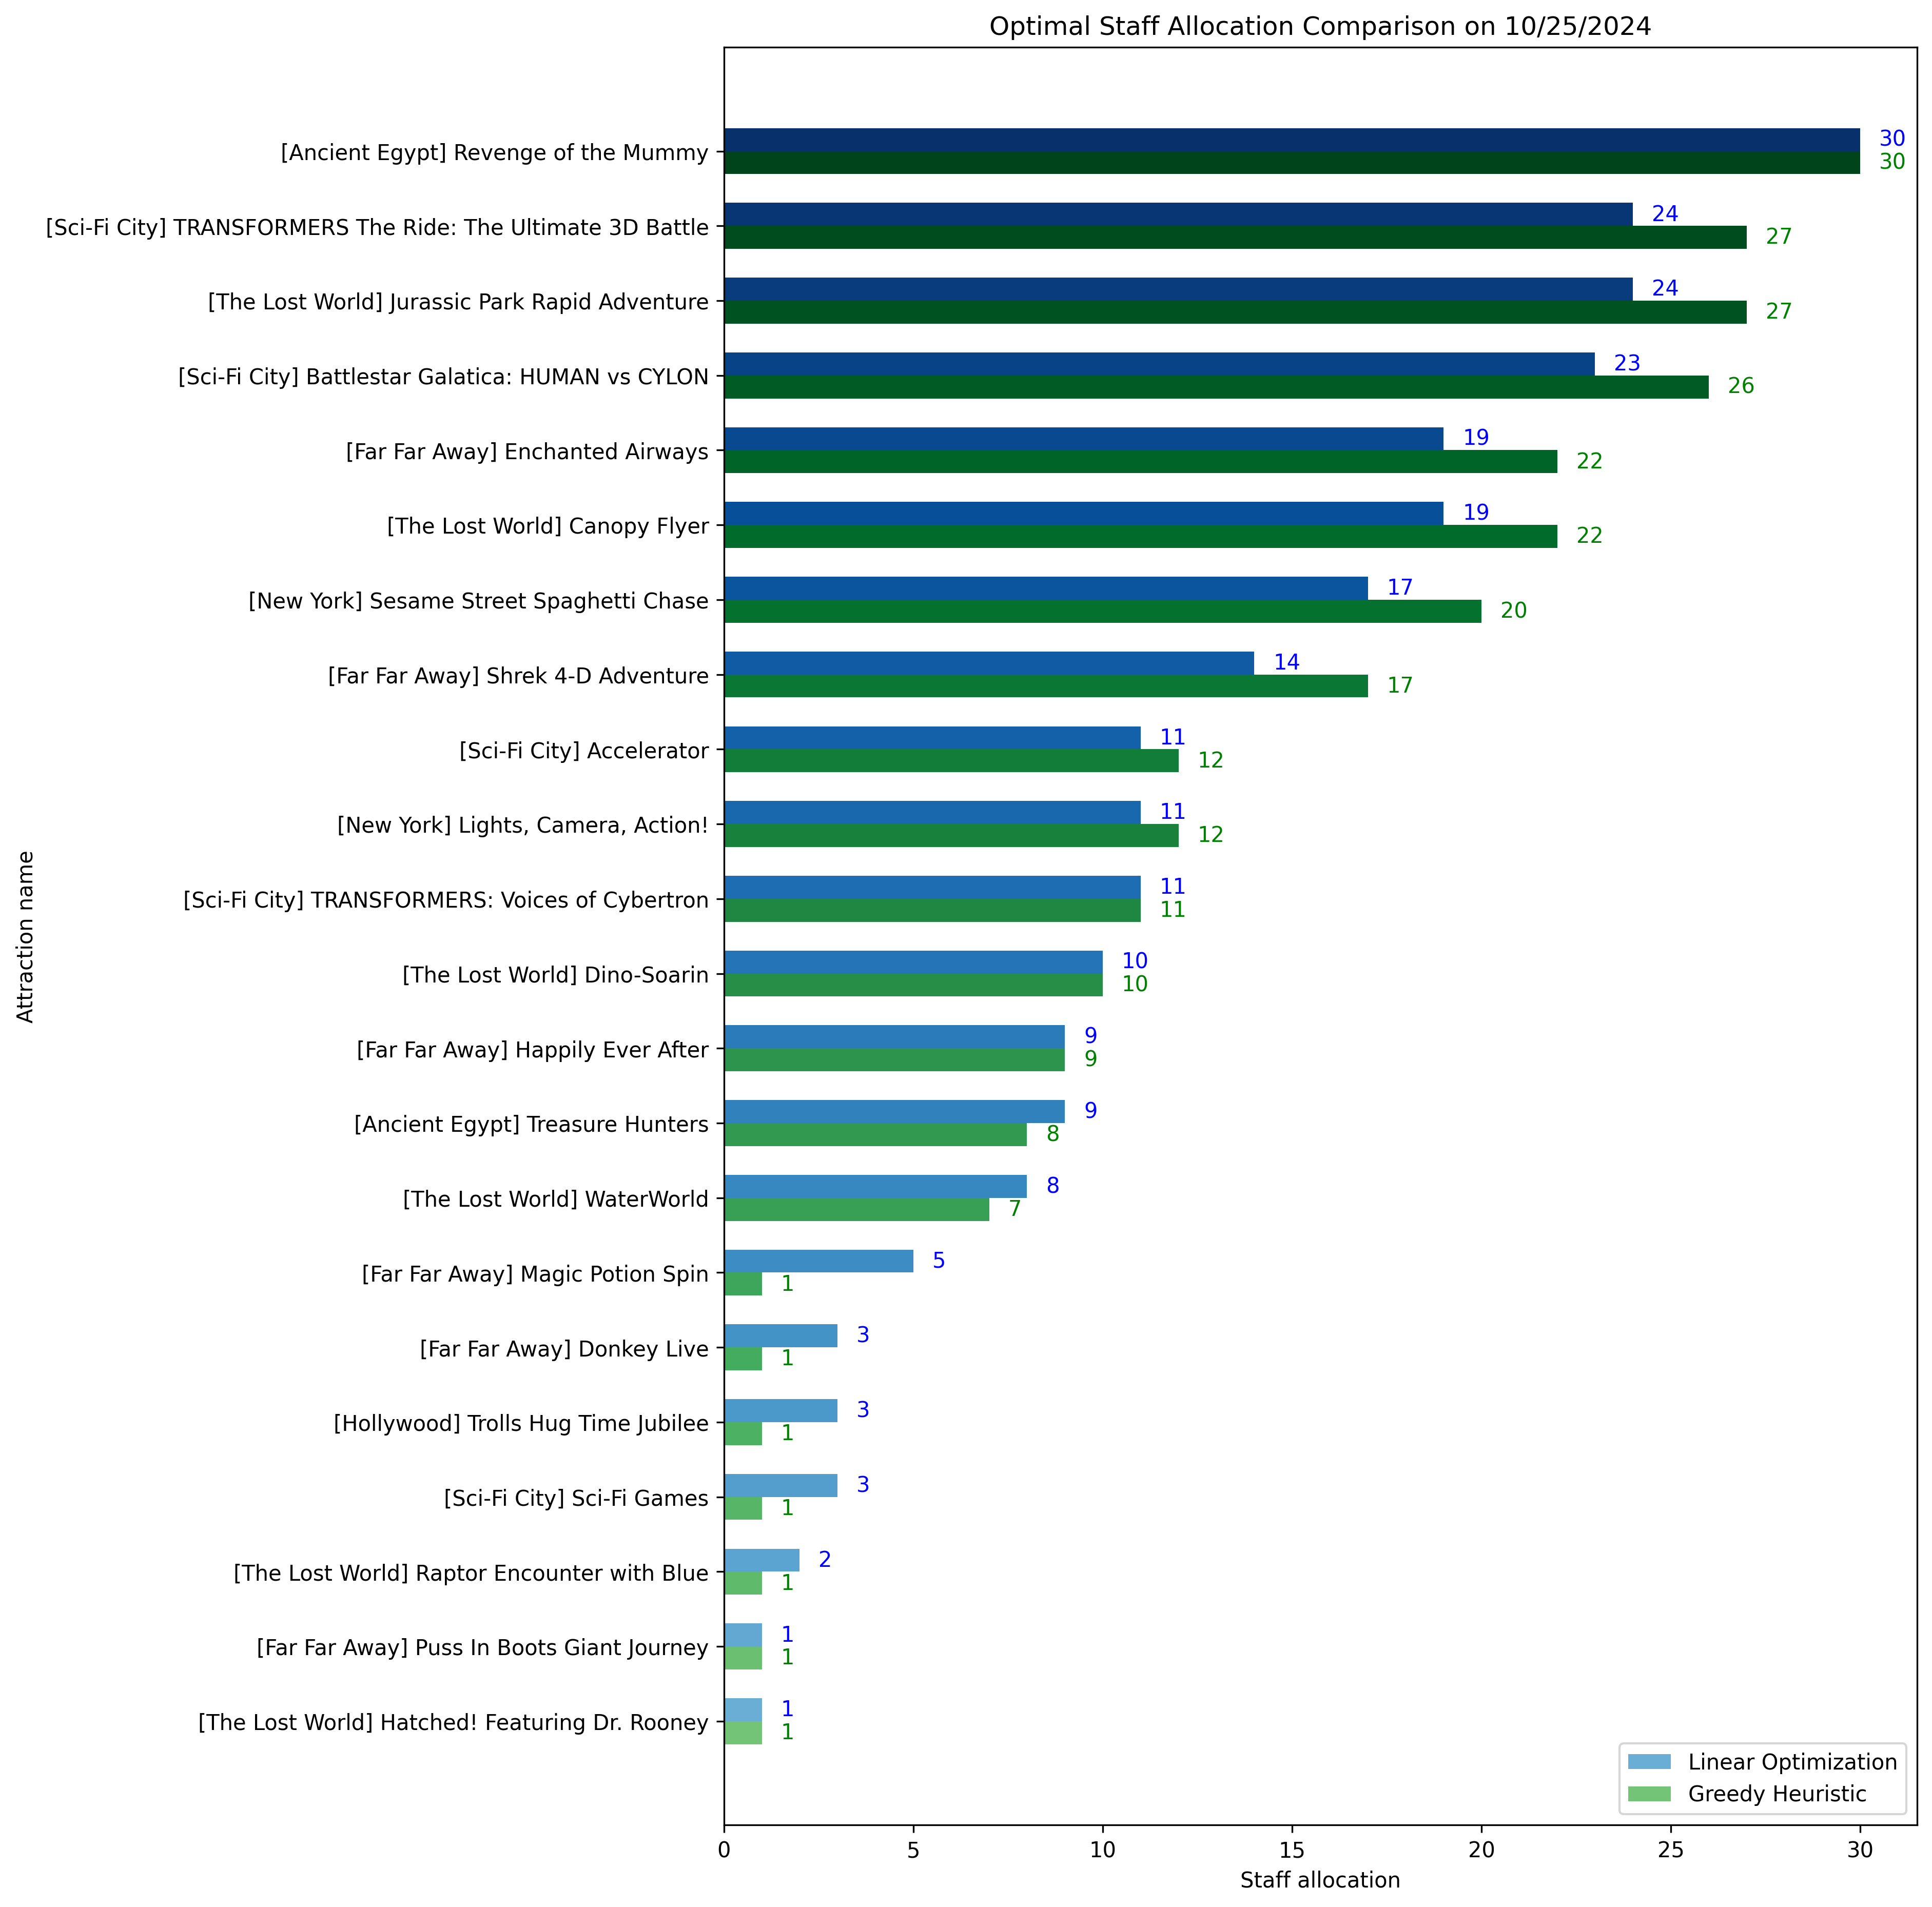 Optimal Staff Allocation Comparison on 10/25/2024
Attraction name
[Ancient Egypt] Revenge of the Mummy
30
30
[Sci-Fi City] TRANSFORMERS The Ride: The Ultimate 3D Battle
24
27
[The Lost World] Jurassic Park Rapid Adventure
24
27
[Sci-Fi City] Battlestar Galatica: HUMAN vs CYLON
23
26
[Far Far Away] Enchanted Airways
19
22
[The Lost World] Canopy Flyer
19
22
[New York] Sesame Street Spaghetti Chase
17
20
[Far Far Away] Shrek 4-D Adventure
14
17
[Sci-Fi City] Accelerator
11
12
[New York] Lights, Camera, Action!
11
12
[Sci-Fi City] TRANSFORMERS: Voices of Cybertron
11
11
[The Lost World] Dino-Soarin
10
10
[Far Far Away] Happily Ever After
9
9
[Ancient Egypt] Treasure Hunters
9
8
[The Lost World] WaterWorld
8
7
[Far Far Away] Magic Potion Spin
5
1
[Far Far Away] Donkey Live
3
1
[Hollywood] Trolls Hug Time Jubilee
3
1
[Sci-Fi City] Sci-Fi Games
3
1
[The Lost World] Raptor Encounter with Blue
2
1
[Far Far Away] Puss In Boots Giant Journey
1
1
[The Lost World] Hatched! Featuring Dr. Rooney
1
1
Linear Optimization
Greedy Heuristic
0 5 10 15 20 25 30
Staff allocation